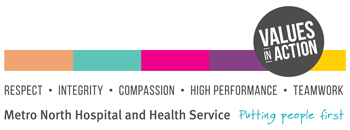 VALUES
IN ACTION
RESPECT • INTEGRITY • COMPASSION • HIGH PERFORMANCE • TEAMWORK
Metro North Hospital and Health Service Putting people first